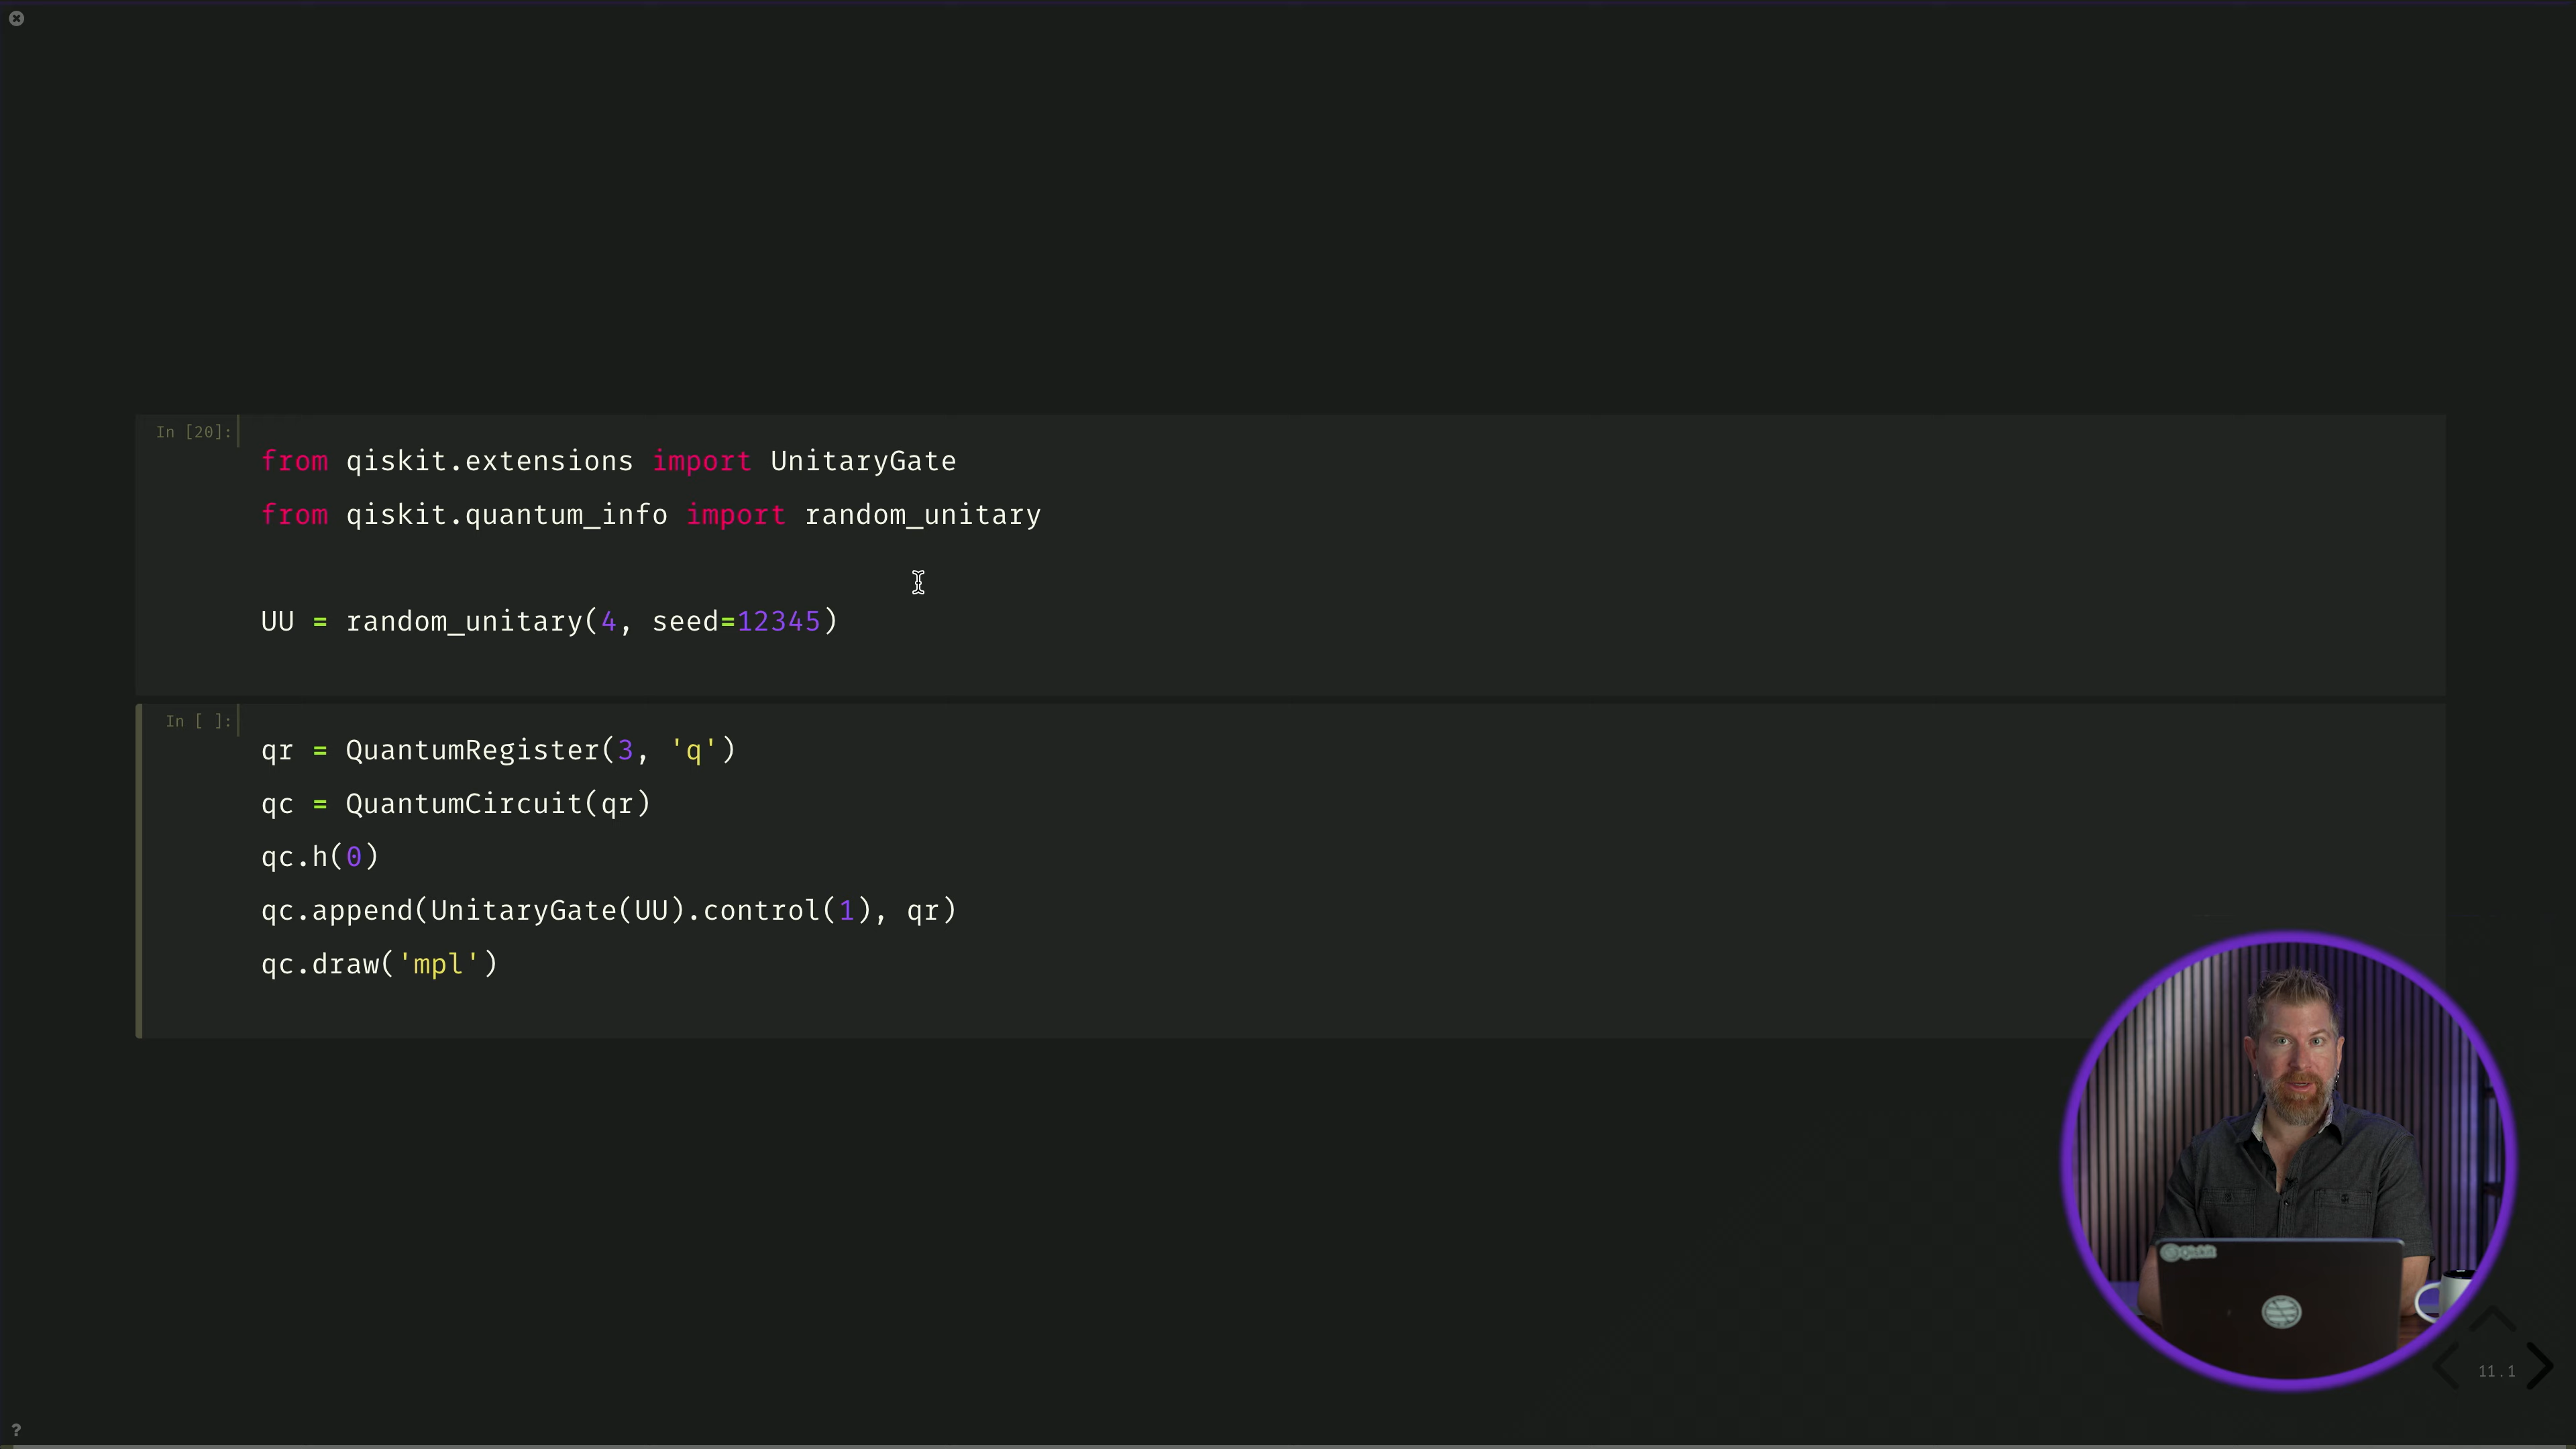 In [20]:
from qiskit.extensions import UnitaryGate
from qiskit.quantum_info import random_unitary
UU = random_unitary(4, seed=12345)
In [ ]:
qr = QuantumRegister(3, 'q')
qc = QuantumCircuit(qr)
qc.h(0)
qc.append(UnitaryGate(UU).control(1), qr)
qc.draw('mpl')
Qiskit
11.1
?